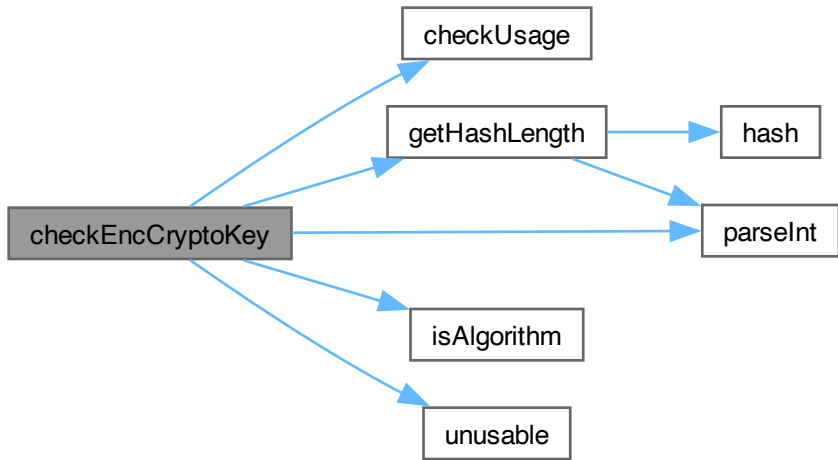 checkUsage
getHashLength
hash
checkEncCryptoKey
parseInt
isAlgorithm
unusable